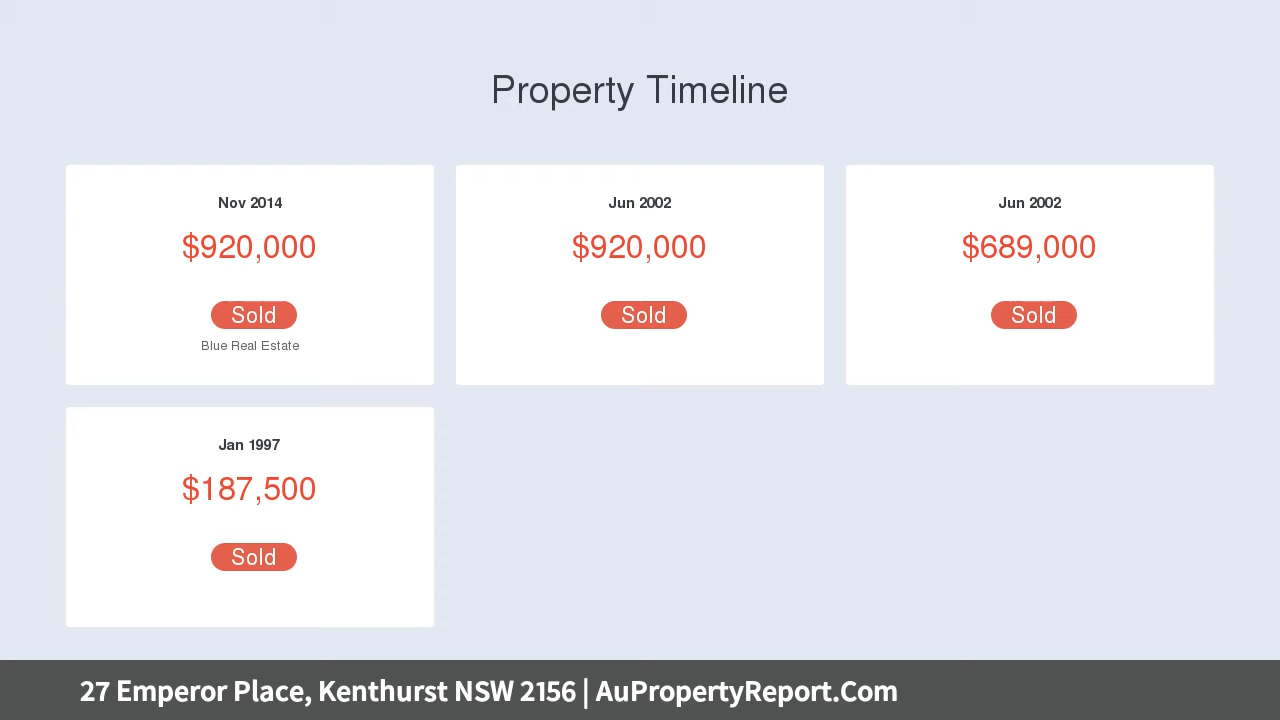 Property Timeline
Nov 2014
$920,000
Sold
Blue Real Estate
Jun 2002
$920,000
Sold
Jun 2002
$689,000
Sold
Jan 1997
$187,500
Sold
27 Emperor Place, Kenthurst NSW 2156 | AuPropertyReport.Com